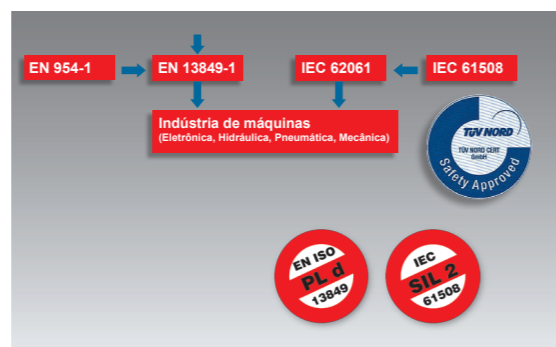 EN 954-1
EN 13849-1
IEC 62061
IEC 61508
Indústria de máquinas
(Eletrônica, Hidráulica, Pneumática, Mecânica)
TÜV NORD
TÜV NORD CERT
GmbH
Safety Approved
EN ISO
PL d
13849
IEC
SIL 2
61508